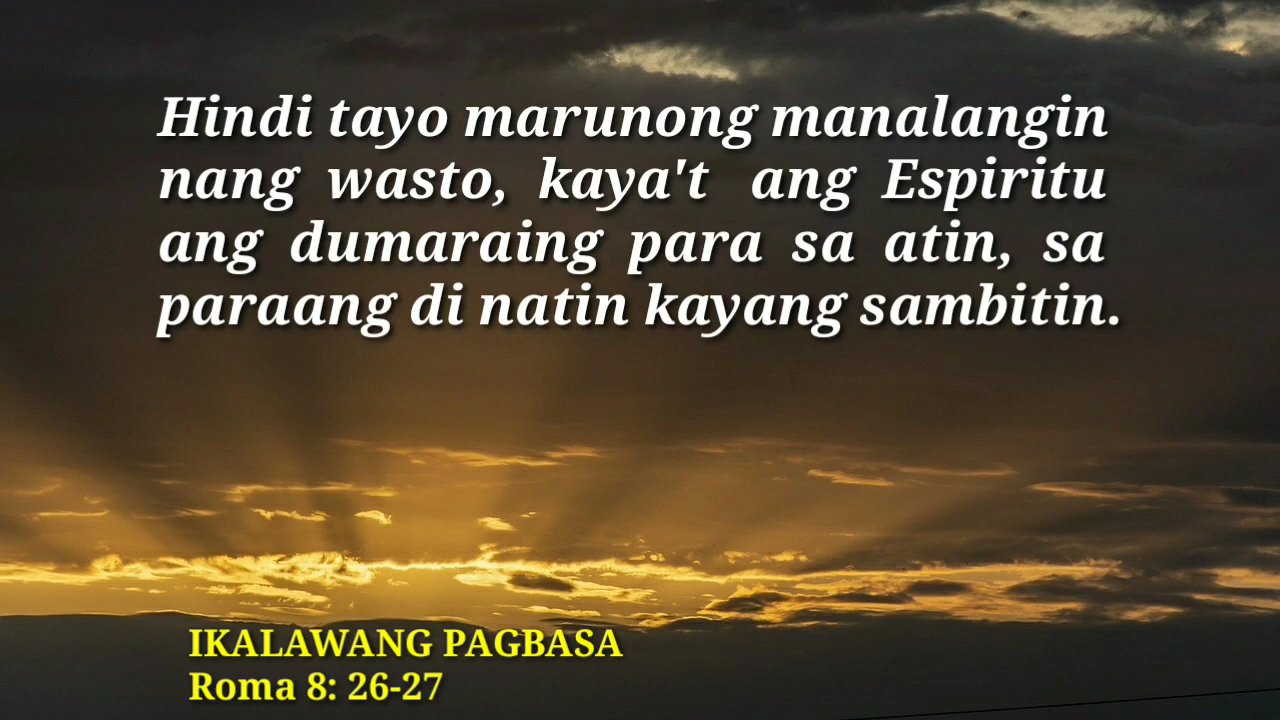 Hindi tayo marunong manalangin
nang wasto, kaya't ang Espiritu
ang dumaraing para sa atin, sa
paraang di natin kayang sambitin.
IKALAWANG PAGBASA
Roma 8: 26-27